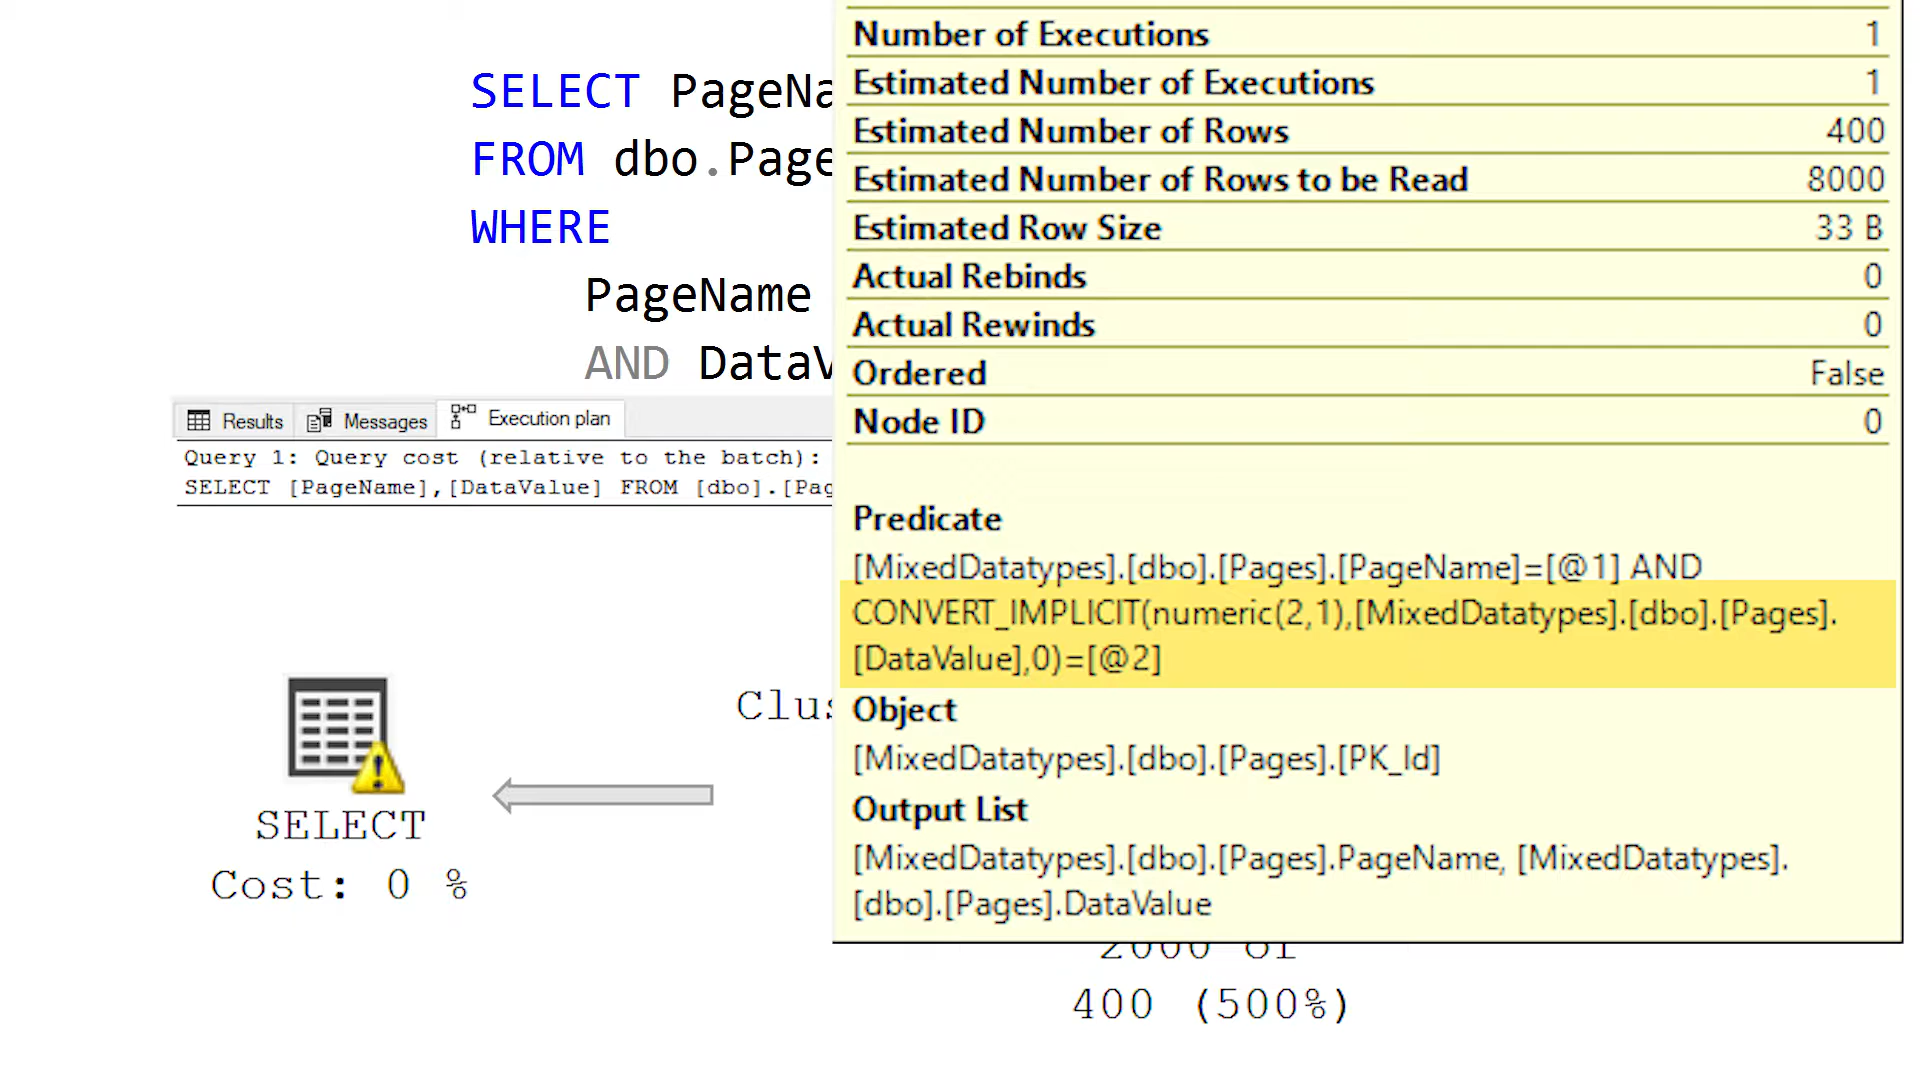 SELECT PageNa
FROM dbo.Page
WHERE
PageName
AND DataV
Results Messages Execution plan
Query 1: Query cost (relative to the batch):
SELECT [PageName],[DataValue] FROM [dbo].[Pag
SELECT
Cost: 0 %
Clus
Number of Executions 1
Estimated Number of Executions 1
Estimated Number of Rows 400
Estimated Number of Rows to be Read 8000
Estimated Row Size 33 B
Actual Rebinds 0
Actual Rewinds 0
Ordered False
Node ID 0
Predicate
[MixedDatatypes].[dbo].[Pages].[PageName]=[@1] AND
CONVERT_IMPLICIT(numeric(2,1),[MixedDatatypes].[dbo].[Pages].
[DataValue],0)=[@2]
Object
[MixedDatatypes].[dbo].[Pages].[PK_Id]
Output List
[MixedDatatypes].[dbo].[Pages].PageName, [MixedDatatypes].
[dbo].[Pages].DataValue
2000 of
400 (500%)